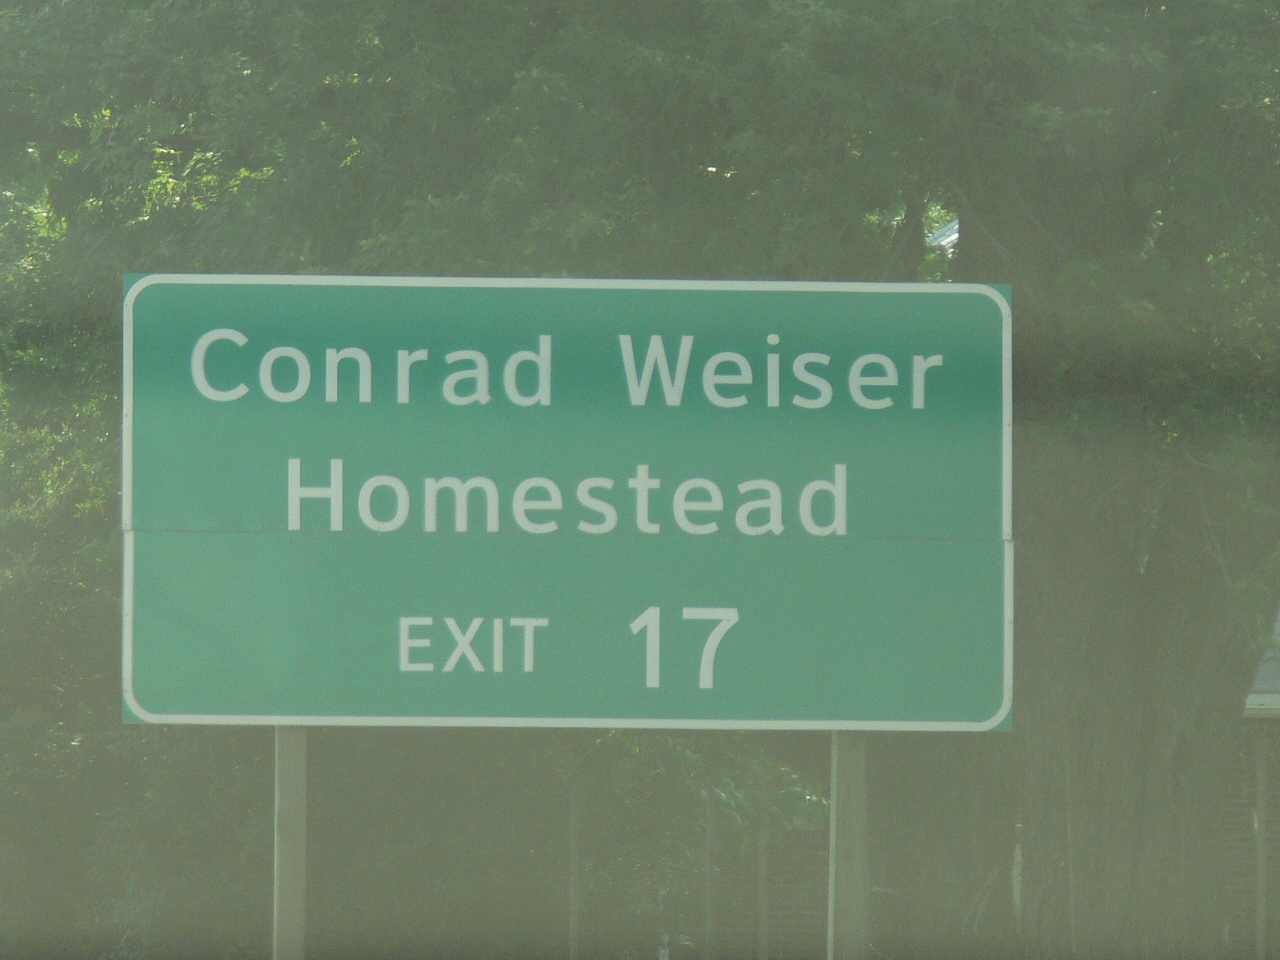 Conrad Weiser
Homestead
EXIT 17